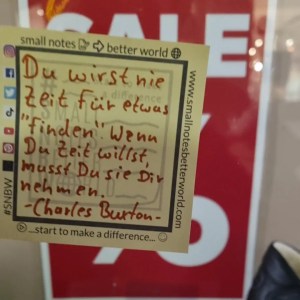 SALE
small notes better world
Du wirst nie
Zeit für etwas
"finden". Wenn
Du Zeit willst,
musst Du sie Dir
nehmen.
-Charles Buxton-
...start to make a difference...
www.smallnotesbetterworld.com
#SNBW
%